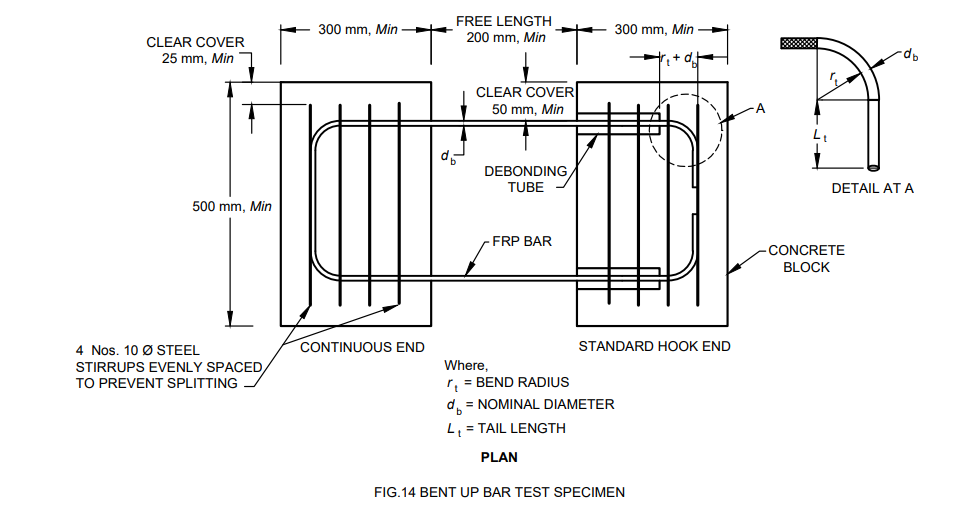 FREE LENGTH
300 mm, Min
200 mm, Min
300 mm, Min
CLEAR COVER
25 mm, Min
rt + db
CLEAR COVER
50 mm, Min
A
db
rt
Lt
DETAIL AT A
db
DEBONDING
TUBE
500 mm, Min
FRP BAR
CONCRETE
BLOCK
4 Nos. 10 Ø STEEL
STIRRUPS EVENLY SPACED
TO PREVENT SPLITTING
CONTINUOUS END
STANDARD HOOK END
Where,
rt = BEND RADIUS
db = NOMINAL DIAMETER
Lt = TAIL LENGTH
PLAN
FIG.14 BENT UP BAR TEST SPECIMEN